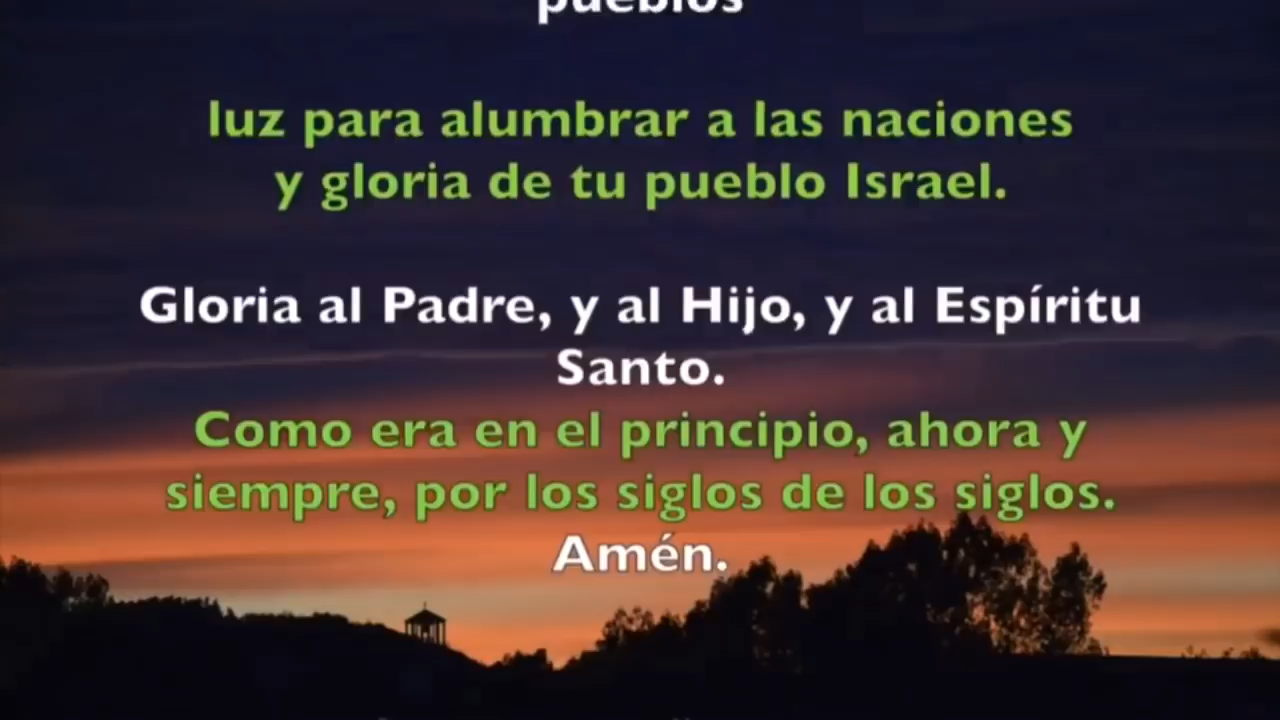 pueblos
luz para alumbrar a las naciones
y gloria de tu pueblo Israel.
Gloria al Padre, y al Hijo, y al Espíritu
Santo.
Como era en el principio, ahora y
siempre, por los siglos de los siglos.
Amén.